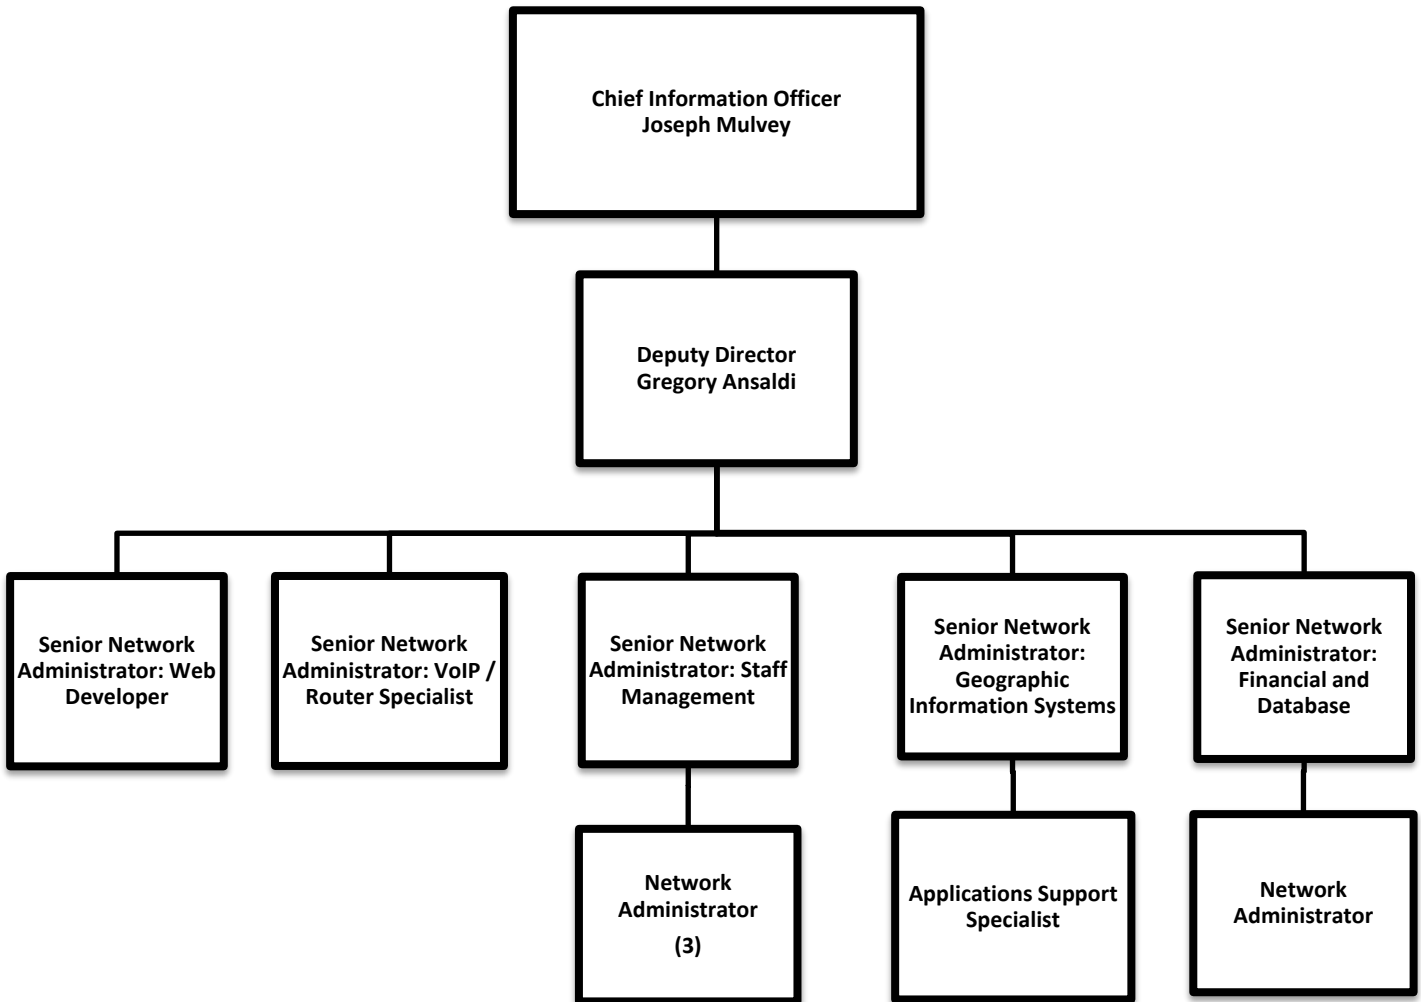 Chief Information Officer
Joseph Mulvey
Deputy Director
Gregory Ansaldi
Senior Network
Administrator: Web
Developer
Senior Network
Administrator: VoIP /
Router Specialist
Senior Network
Administrator: Staff
Management
Senior Network
Administrator:
Geographic
Information Systems
Senior Network
Administrator:
Financial and
Database
Network
Administrator
(3)
Applications Support
Specialist
Network
Administrator